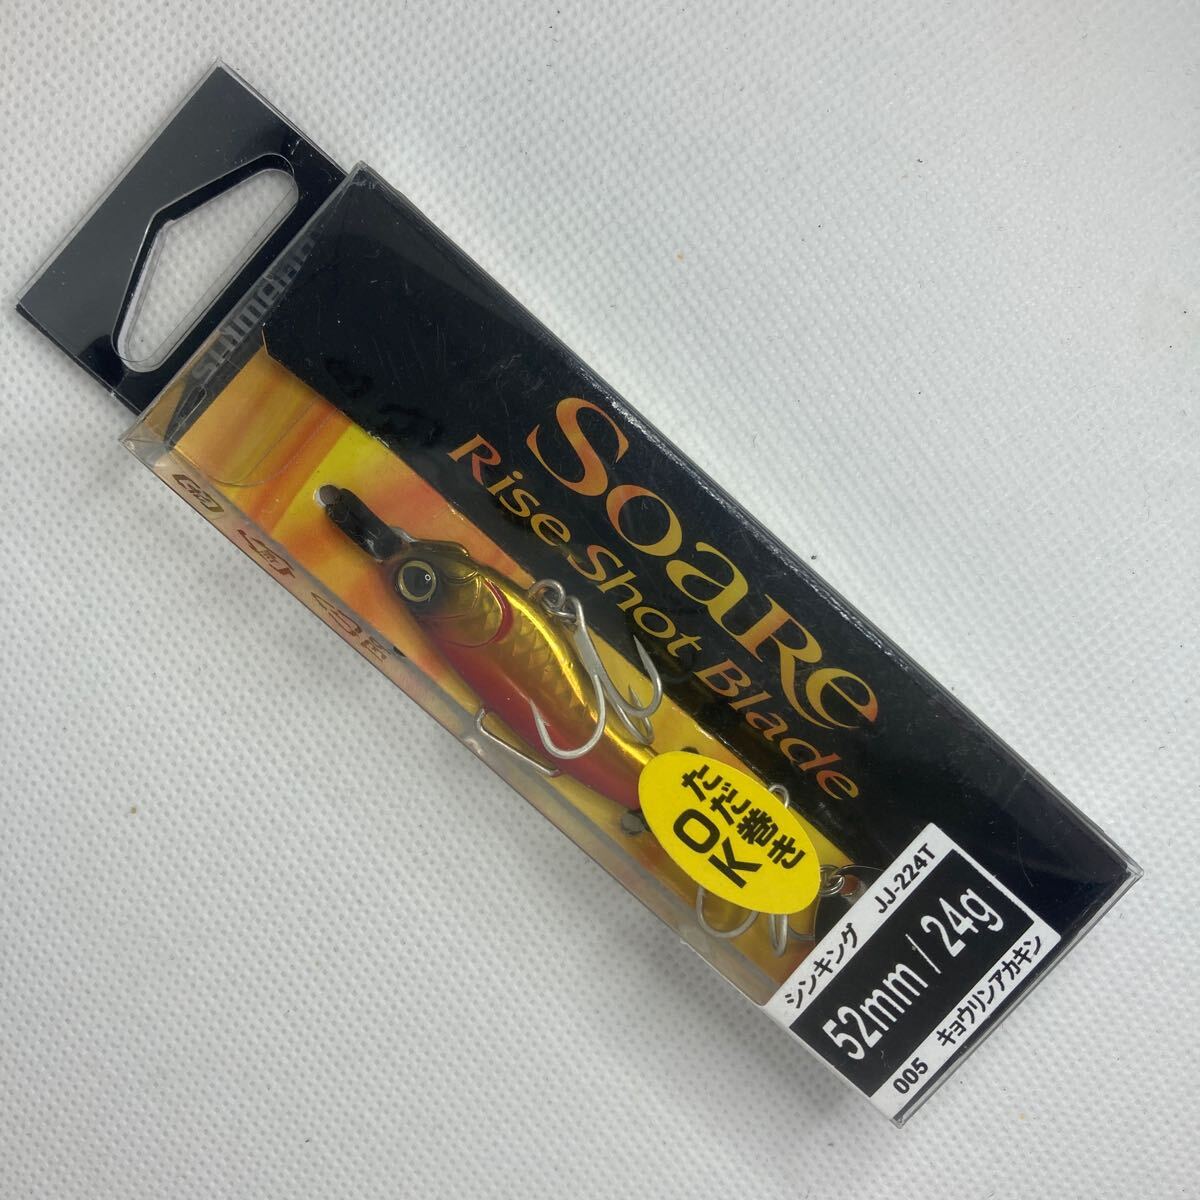 SHIMANO
Soare
Rise Shot Blade
ただ巻き
OK
シンキング JJ-224T
52mm / 24g
005 キョウリンアカキン